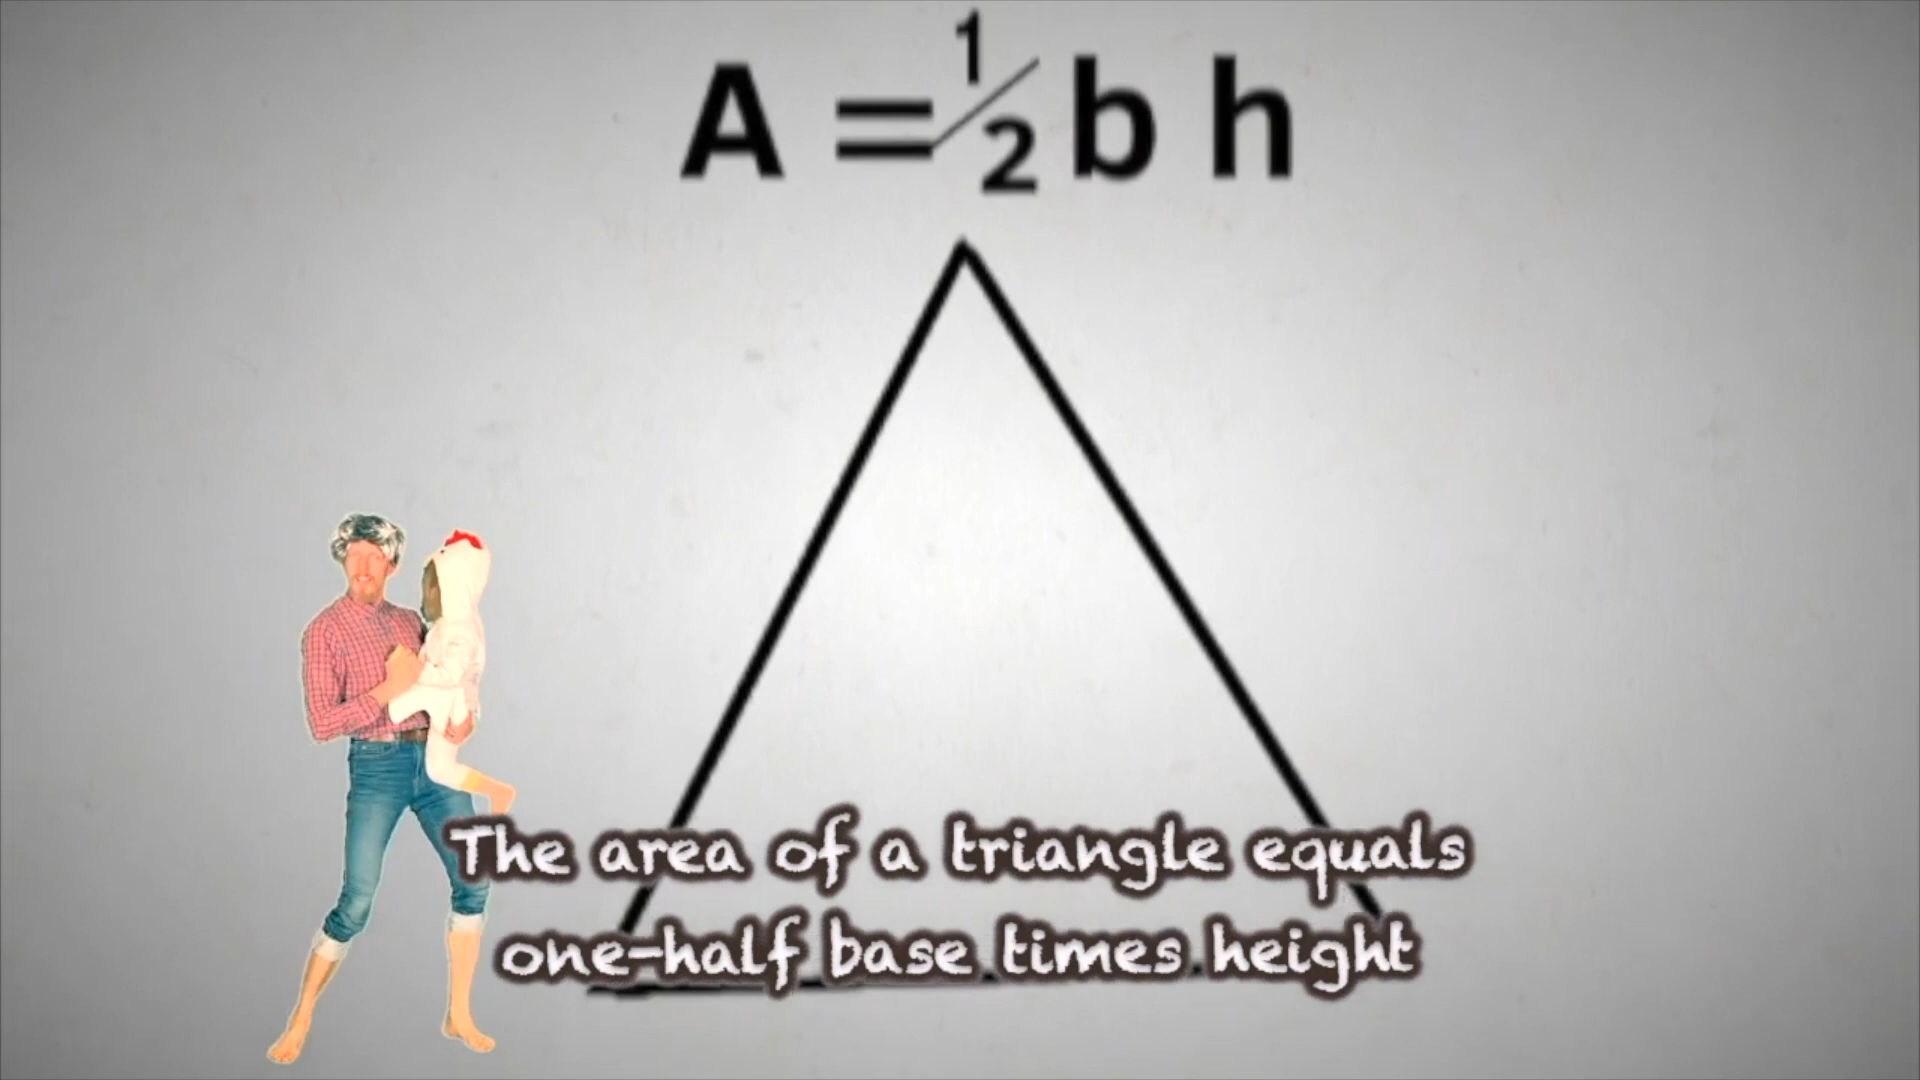 A = ½ b h
The area of a triangle equals
one-half base times height